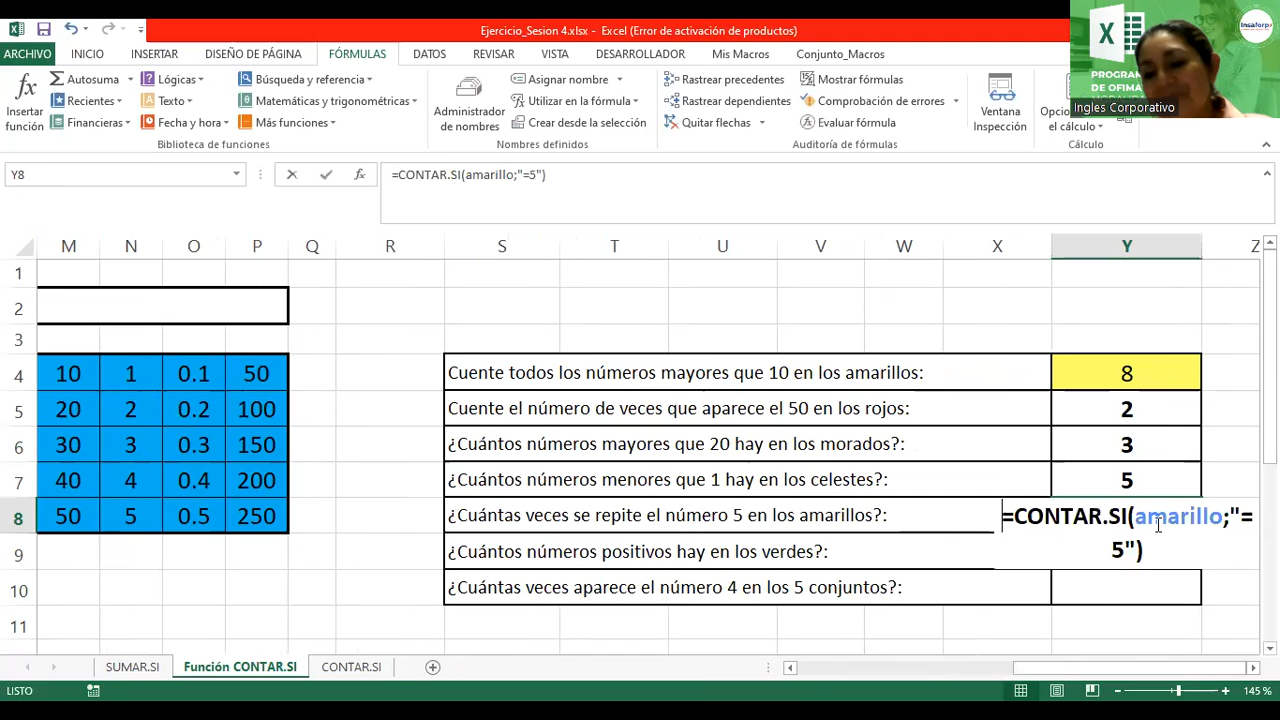 Ejercicio_Sesion 4.xlsx - Excel (Error de activación de productos)
ARCHIVO INICIO INSERTAR DISEÑO DE PÁGINA FÓRMULAS DATOS REVISAR VISTA DESARROLLADOR Mis Macros Conjunto_Macros
PROGRAM
DE OFIMA
Ingles Corporativo
Insaforp
fx Insertar función
Autosuma
Recientes
Financieras
Lógicas
Texto
Fecha y hora
Búsqueda y referencia
Matemáticas y trigonométricas
Más funciones
Biblioteca de funciones
Administrador de nombres
Asignar nombre
Utilizar en la fórmula
Crear desde la selección
Nombres definidos
Rastrear precedentes
Rastrear dependientes
Quitar flechas
Mostrar fórmulas
Comprobación de errores
Evaluar fórmula
Auditoría de fórmulas
Ventana Inspección
el cálculo
Cálculo
Y8 fx =CONTAR.SI(amarillo;"=5")
M N O P Q R S T U V W X Y Z
1
2
3
4 10 1 0.1 50 Cuente todos los números mayores que 10 en los amarillos: 8
5 20 2 0.2 100 Cuente el número de veces que aparece el 50 en los rojos: 2
6 30 3 0.3 150 ¿Cuántos números mayores que 20 hay en los morados?: 3
7 40 4 0.4 200 ¿Cuántos números menores que 1 hay en los celestes?: 5
8 50 5 0.5 250 ¿Cuántas veces se repite el número 5 en los amarillos?: =CONTAR.SI(amarillo;"=
5")
9 ¿Cuántos números positivos hay en los verdes?:
10 ¿Cuántas veces aparece el número 4 en los 5 conjuntos?:
11
SUMAR.SI Función CONTAR.SI CONTAR.SI
LISTO 145 %